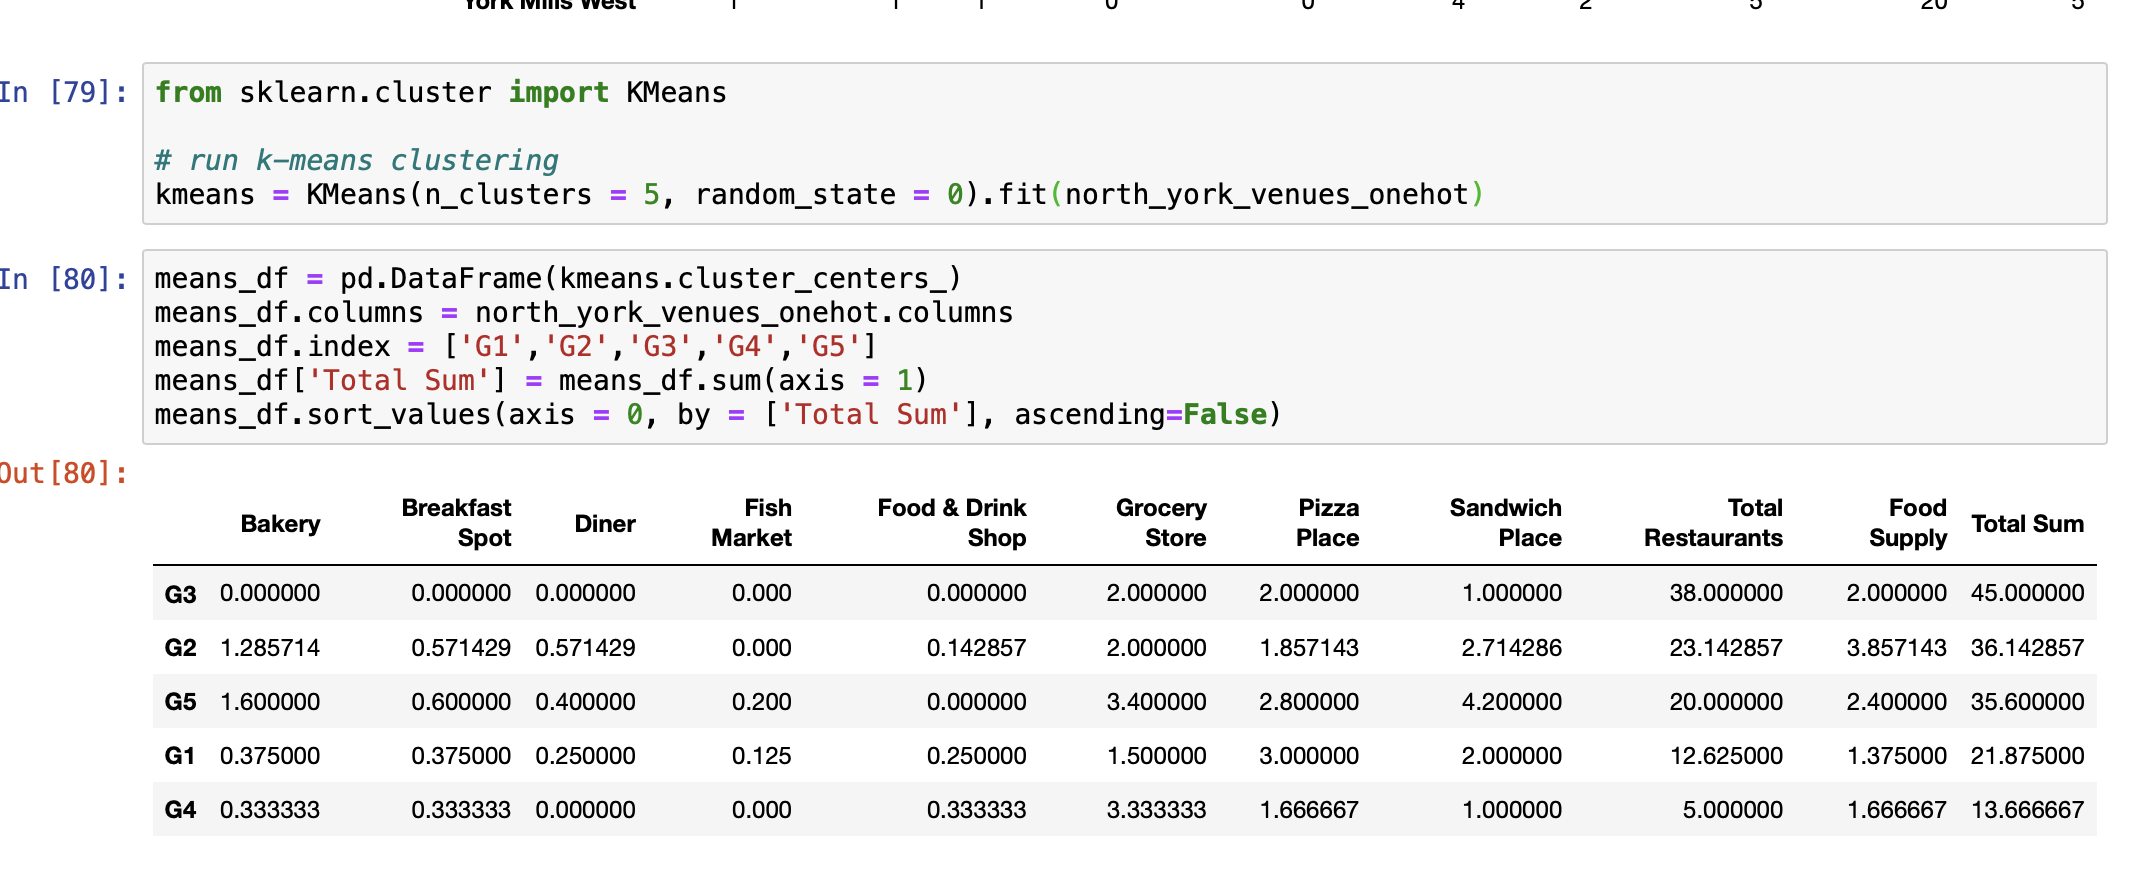 York Mills West 1 1 1 0 0 4 2 5 20 5
In [79]: from sklearn.cluster import KMeans
# run k-means clustering
kmeans = KMeans(n_clusters = 5, random_state = 0).fit(north_york_venues_onehot)
In [80]: means_df = pd.DataFrame(kmeans.cluster_centers_)
means_df.columns = north_york_venues_onehot.columns
means_df.index = ['G1','G2','G3','G4','G5']
means_df['Total Sum'] = means_df.sum(axis = 1)
means_df.sort_values(axis = 0, by = ['Total Sum'], ascending=False)
Out[80]:
Bakery Breakfast Spot Diner Fish Market Food & Drink Shop Grocery Store Pizza Place Sandwich Place Total Restaurants Food Supply Total Sum
G3 0.000000 0.000000 0.000000 0.000 0.000000 2.000000 2.000000 1.000000 38.000000 2.000000 45.000000
G2 1.285714 0.571429 0.571429 0.000 0.142857 2.000000 1.857143 2.714286 23.142857 3.857143 36.142857
G5 1.600000 0.600000 0.400000 0.200 0.000000 3.400000 2.800000 4.200000 20.000000 2.400000 35.600000
G1 0.375000 0.375000 0.250000 0.125 0.250000 1.500000 3.000000 2.000000 12.625000 1.375000 21.875000
G4 0.333333 0.333333 0.000000 0.000 0.333333 3.333333 1.666667 1.000000 5.000000 1.666667 13.666667